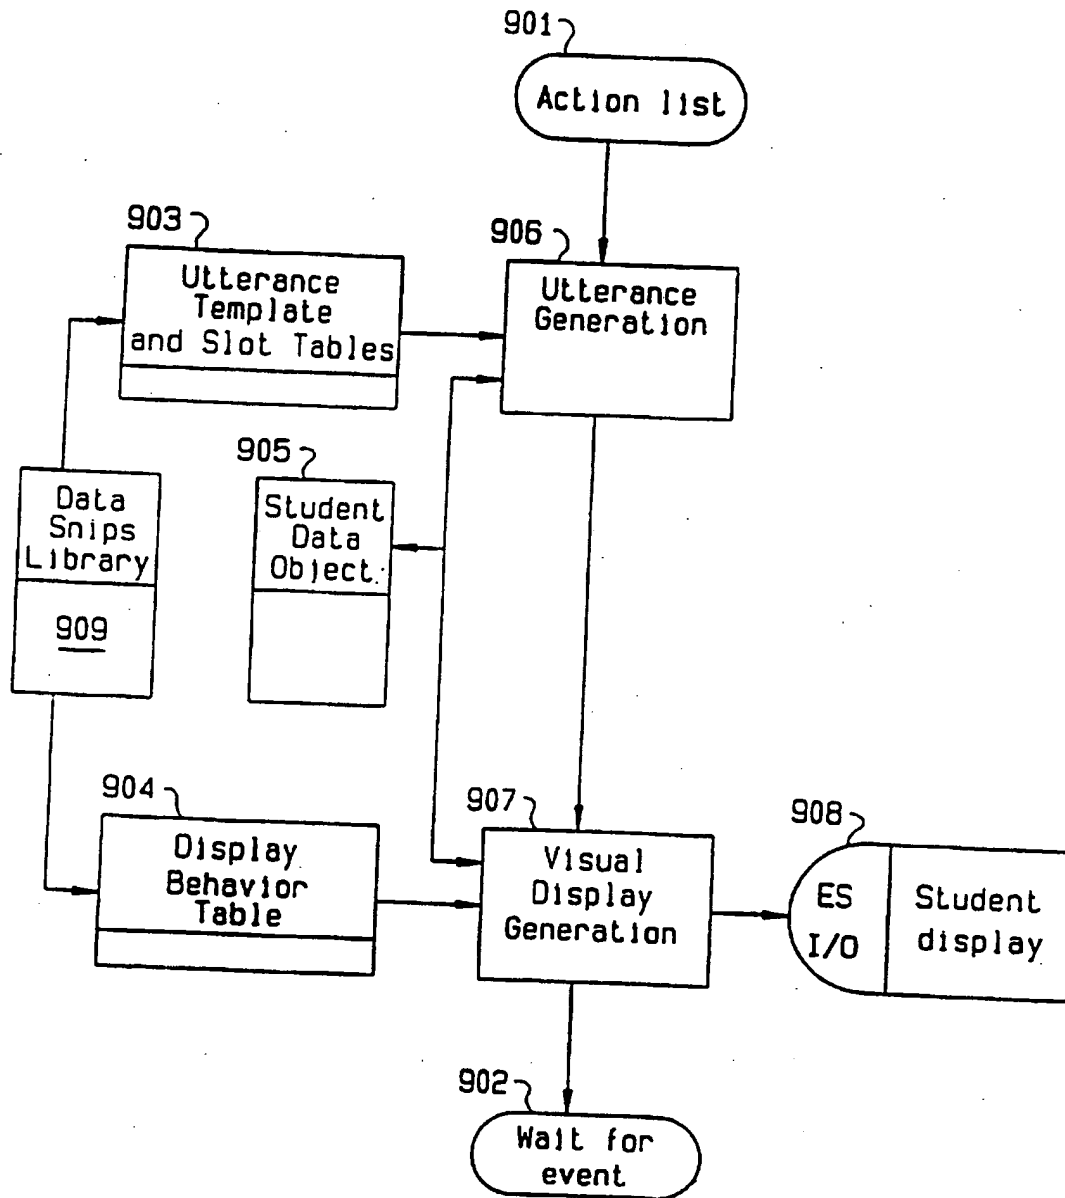 901
Action list
903
Utterance
Template
and Slot Tables
906
Utterance
Generation
905
Student
Data
Object
Data
Snips
Library
909
904
Display
Behavior
Table
907
Visual
Display
Generation
908
ES
I/O
Student
display
902
Wait for
event